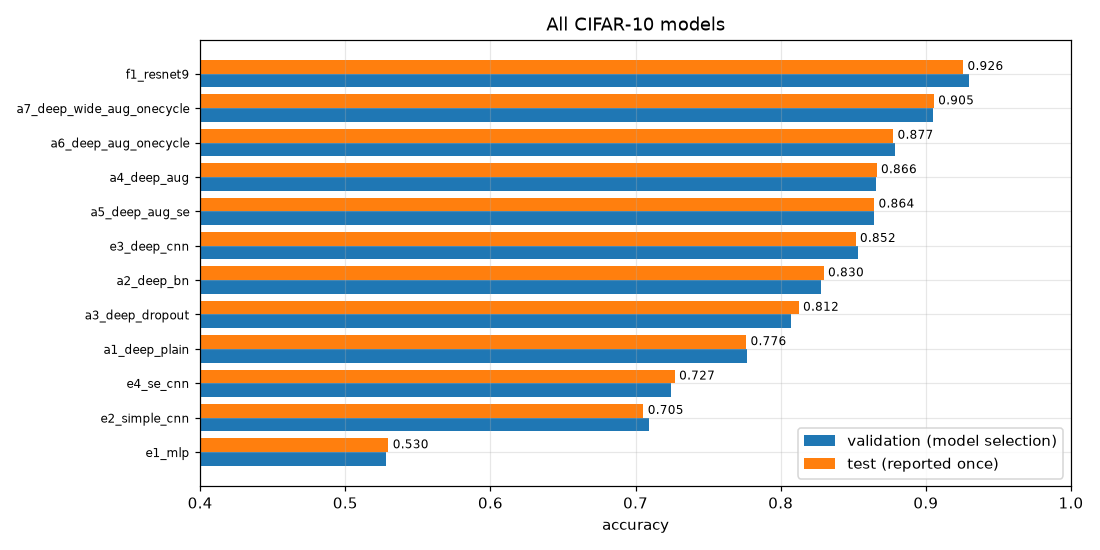 All CIFAR-10 models
f1_resnet9
0.926
a7_deep_wide_aug_onecycle
0.905
a6_deep_aug_onecycle
0.877
a4_deep_aug
0.866
a5_deep_aug_se
0.864
e3_deep_cnn
0.852
a2_deep_bn
0.830
a3_deep_dropout
0.812
a1_deep_plain
0.776
e4_se_cnn
0.727
e2_simple_cnn
0.705
e1_mlp
0.530
validation (model selection)
test (reported once)
0.4 0.5 0.6 0.7 0.8 0.9 1.0
accuracy